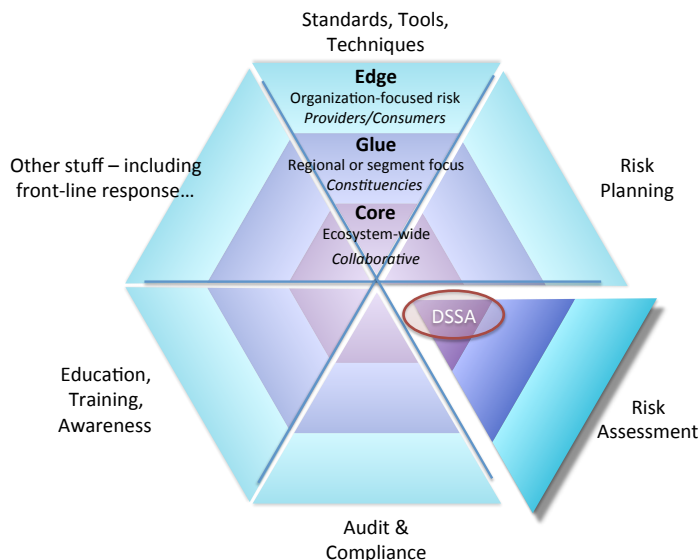 Standards, Tools,
Techniques
Edge
Organization-focused risk
Providers/Consumers
Glue
Regional or segment focus
Constituencies
Core
Ecosystem-wide
Collaborative
Other stuff – including
front-line response…
Risk
Planning
DSSA
Education,
Training,
Awareness
Risk
Assessment
Audit &
Compliance